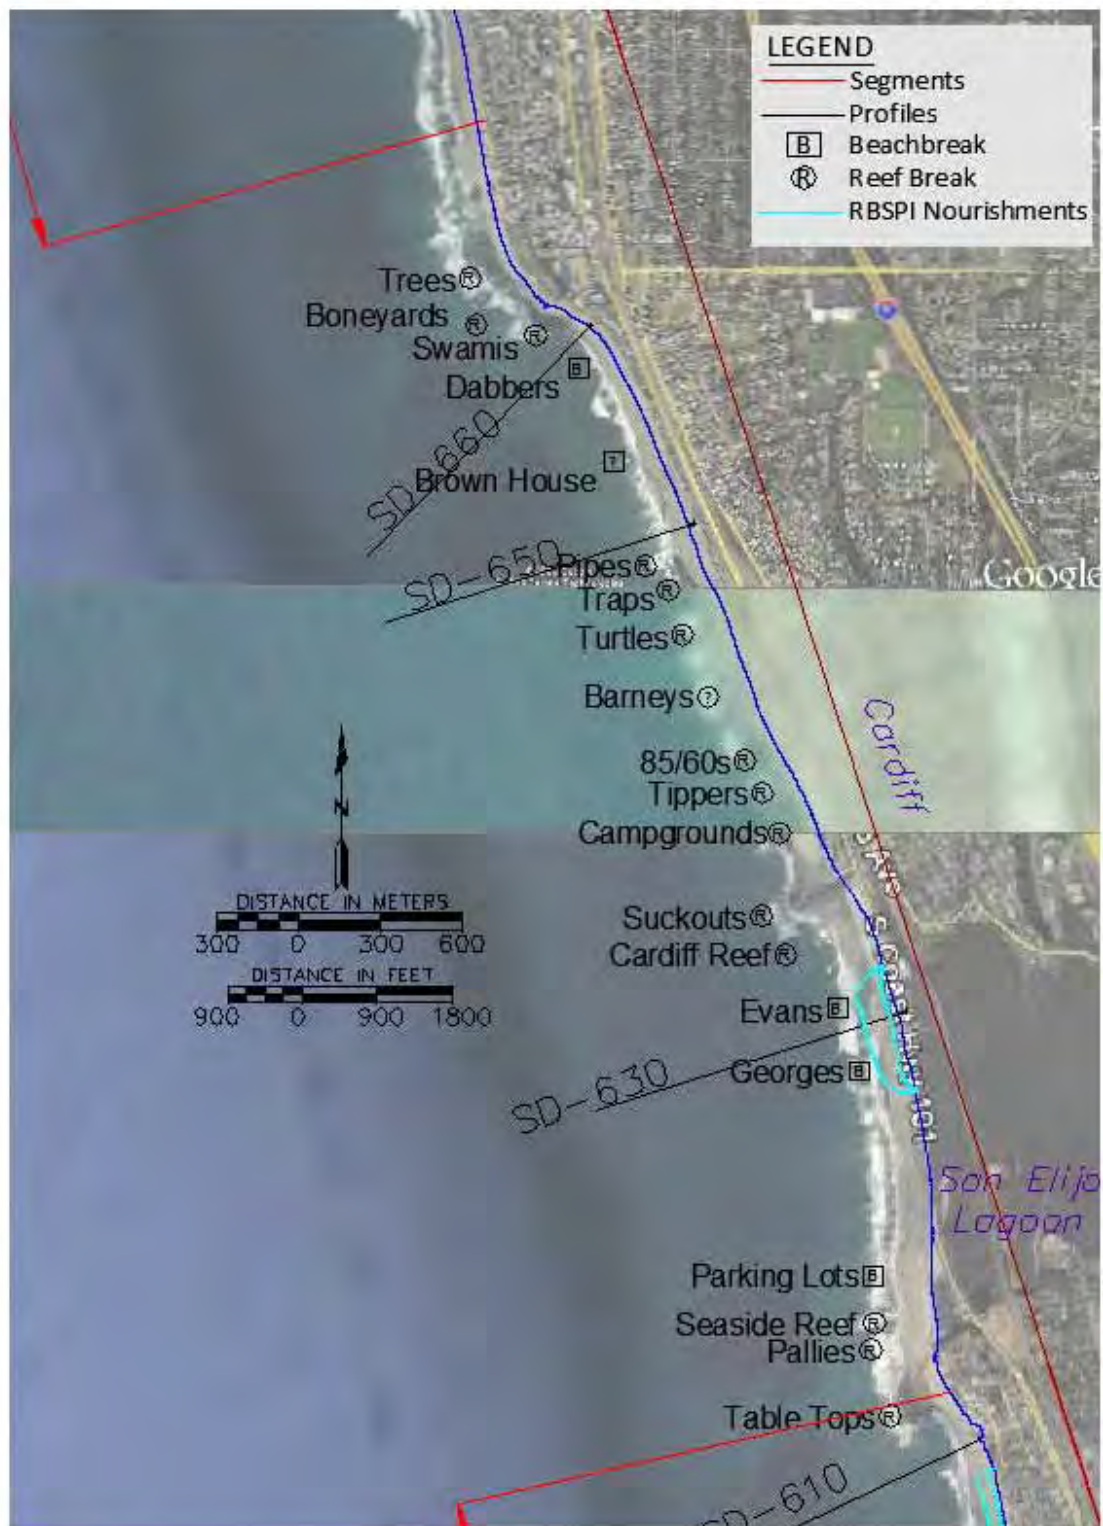 LEGEND
Segments
Profiles
B Beachbreak
R Reef Break
RBSPI Nourishments
Trees R
Boneyards R
Swamis R
Dabbers B
SD-660
Brown House ?
SD-650
Pipes R
Google
Traps R
Turtles R
Barneys ?
Cardiff
85/60s R
Tippers R
Campgrounds R
N
DISTANCE IN METERS
300 0 300 600
Suckouts R
Cardiff Reef R
DISTANCE IN FEET
900 0 900 1800
Evans B
Georges B
SD-630
San Elijo
Lagoon
Parking Lots B
Seaside Reef R
Pallies R
Table Tops R
SD-610